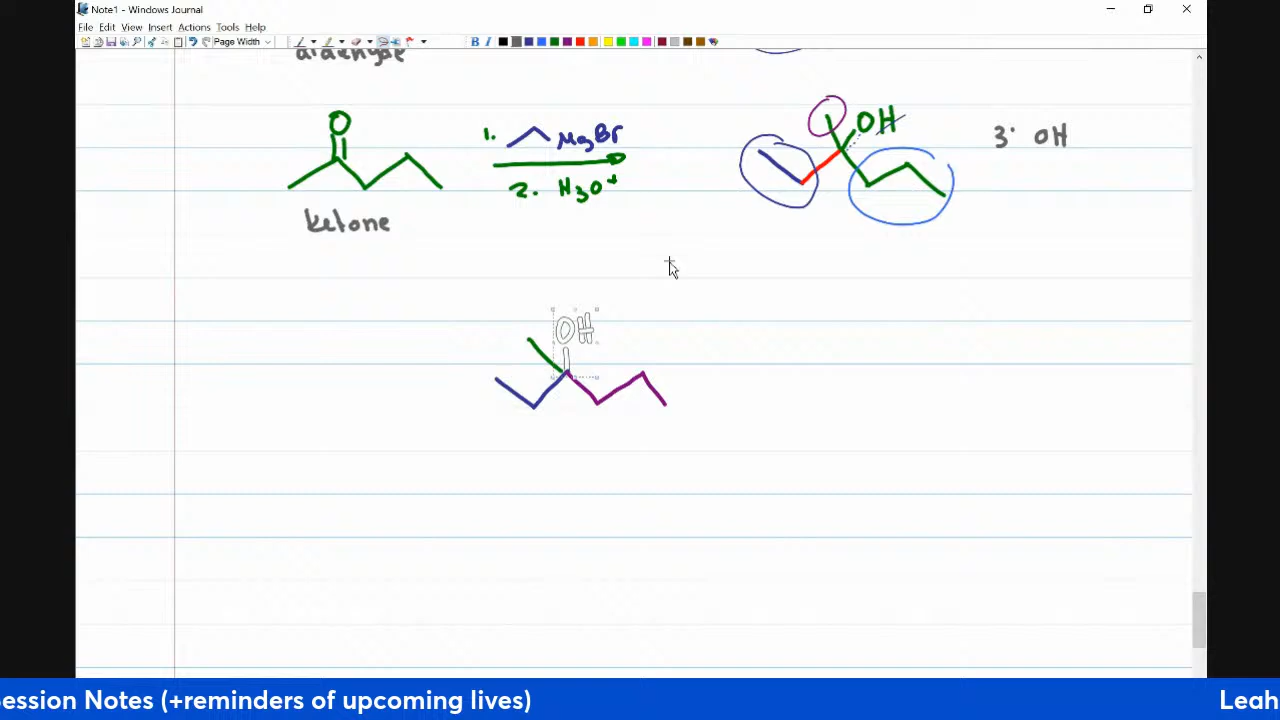 Note1 - Windows Journal
File Edit View Insert Actions Tools Help
Page Width
B I
aldehyde
O
1. MgBr
2. H3O+
OH
3° OH
ketone
OH
ession Notes (+reminders of upcoming lives)
Leah